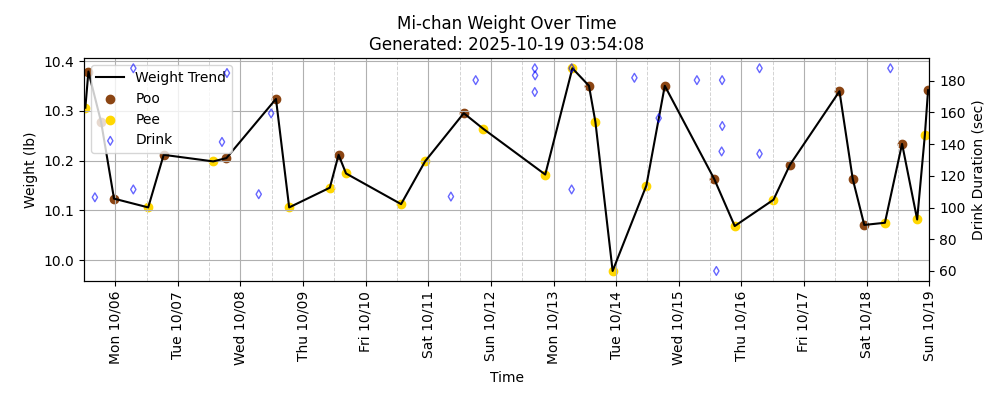 Mi-chan Weight Over Time
Generated: 2025-10-19 03:54:08
Weight Trend
Poo
Pee
Drink
Weight (lb)
10.4
10.3
10.2
10.1
10.0
Drink Duration (sec)
180
160
140
120
100
80
60
Mon 10/06
Tue 10/07
Wed 10/08
Thu 10/09
Fri 10/10
Sat 10/11
Sun 10/12
Mon 10/13
Tue 10/14
Wed 10/15
Thu 10/16
Fri 10/17
Sat 10/18
Sun 10/19
Time